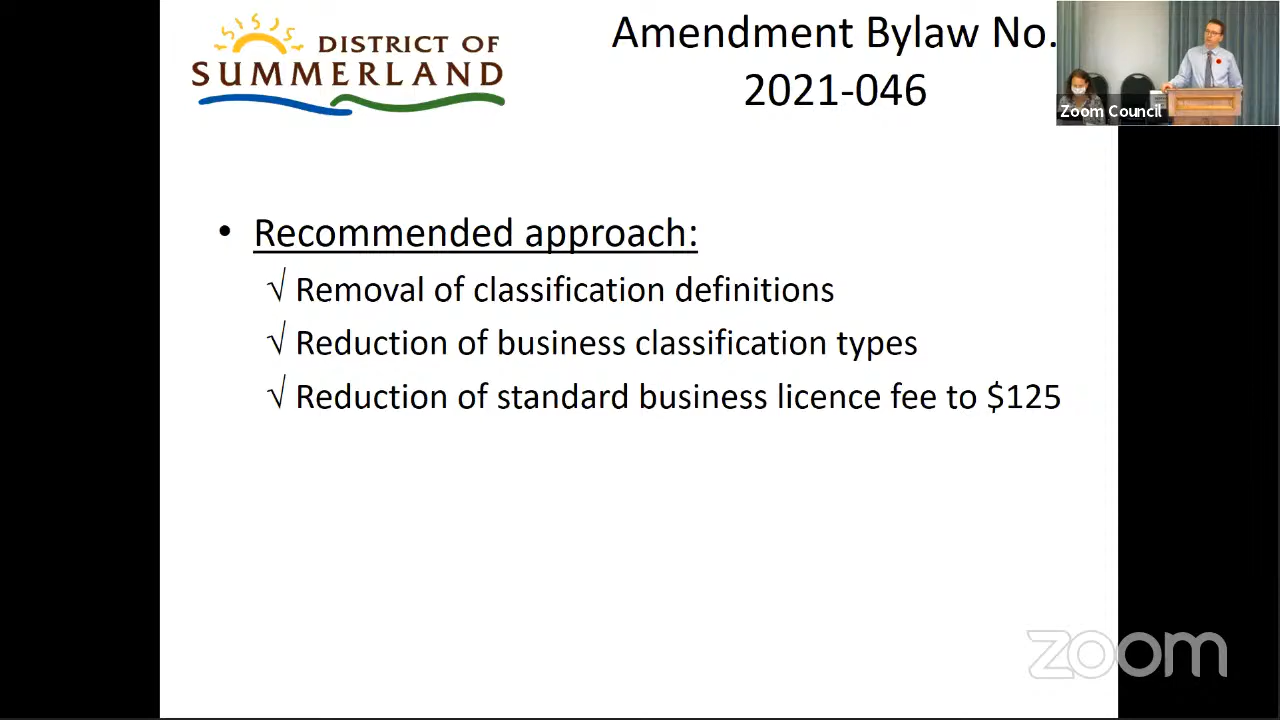 DISTRICT OF
SUMMERLAND
Amendment Bylaw No.
2021-046
Zoom Council
• Recommended approach:
√ Removal of classification definitions
√ Reduction of business classification types
√ Reduction of standard business licence fee to $125
zoom